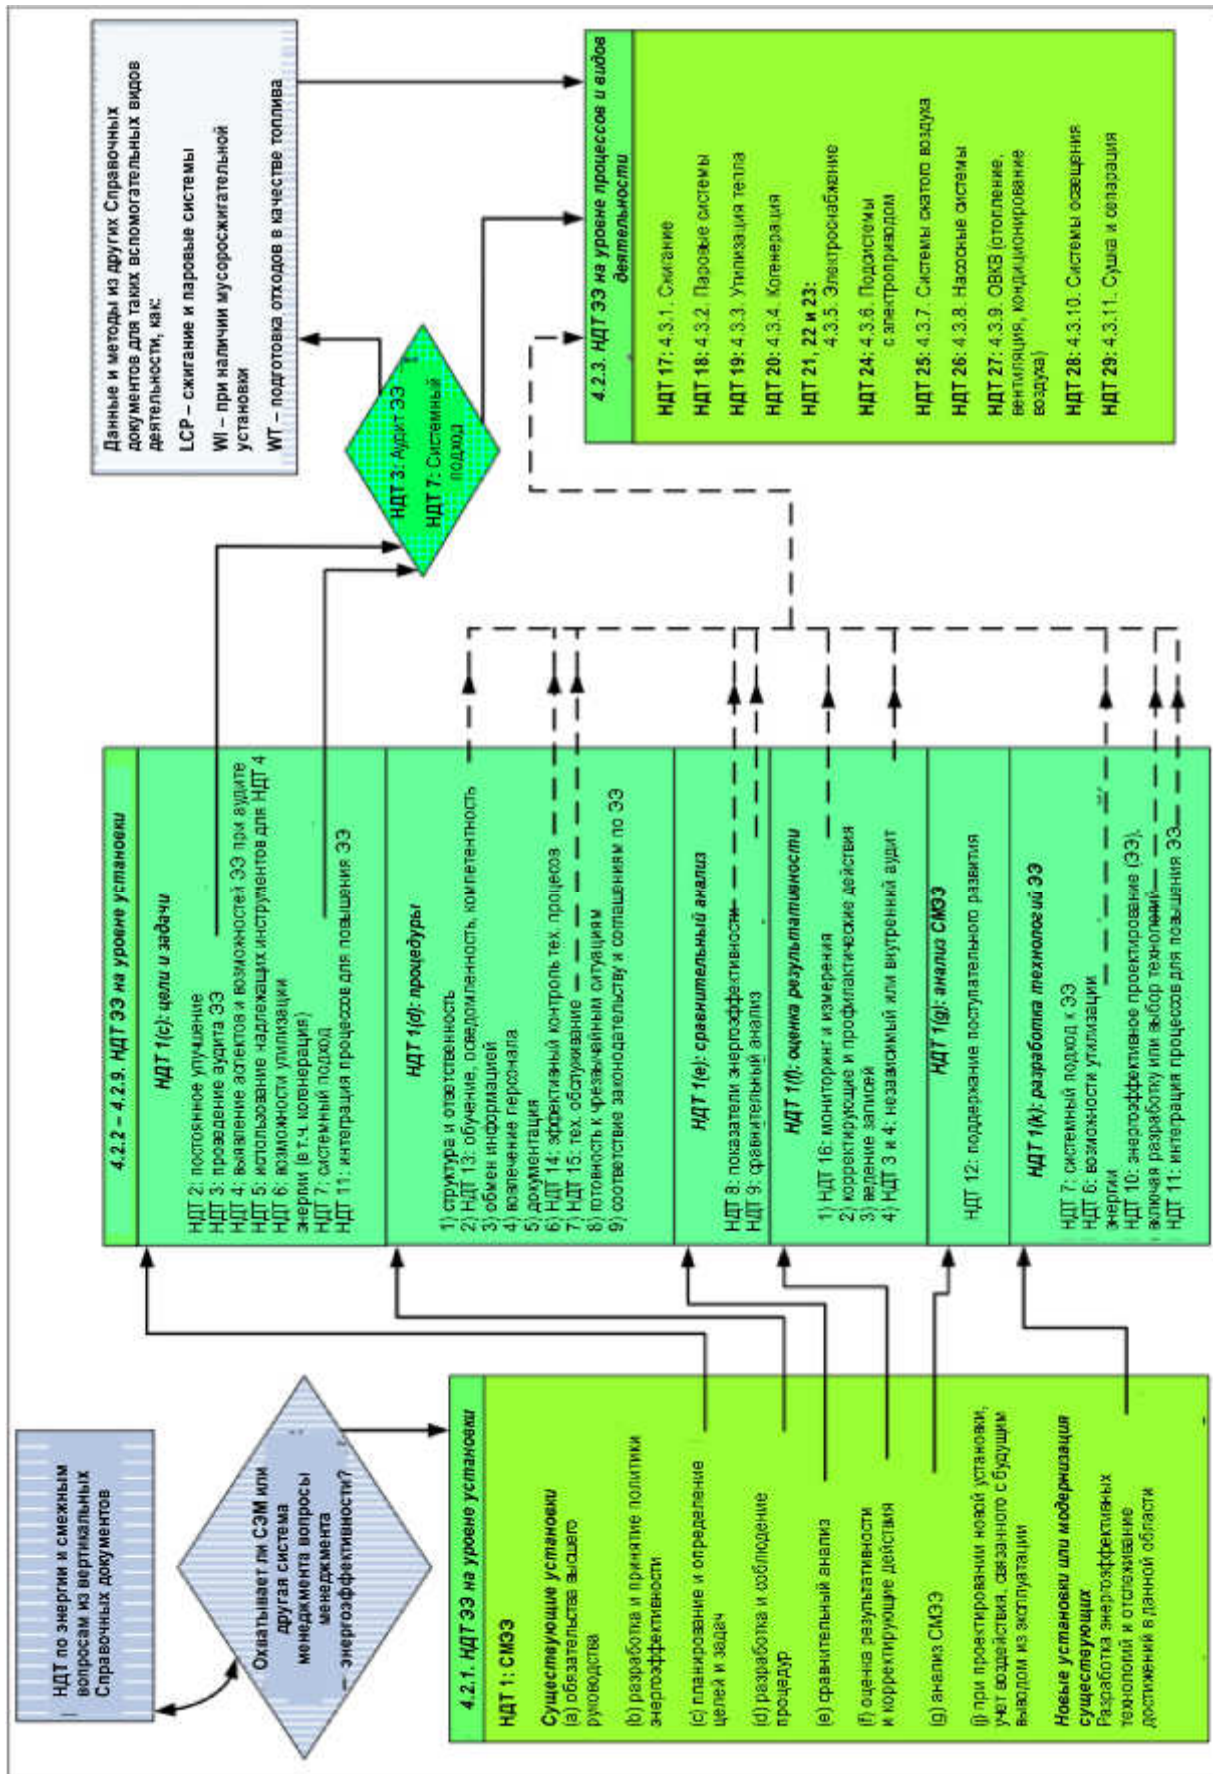 НДТ по энергии и смежным
вопросам из вертикальных
Справочных документов
Охватывает ли СЭМ или
другая система
менеджмента вопросы
менеджмента
энергоэффективности?
4.2.1. НДТ ЭЭ на уровне установки
НДТ 1: СМЭЭ
Существующие установки
(a) обязательства высшего
руководства
(b) разработка и принятие политики
энергоэффективности
(c) планирование и определение
целей и задач
(d) разработка и соблюдение
процедур
(e) сравнительный анализ
(f) оценка результативности
и корректирующие действия
(g) анализ СМЭЭ
(j) при проектировании новой установки,
учет воздействия, связанного с будущим
выводом из эксплуатации
Новые установки или модернизация
существующих
Разработка энергоэффективных
технологий и отслеживание
достижений в данной области
4.2.2 – 4.2.9. НДТ ЭЭ на уровне установки
НДТ 1(c): цели и задачи
НДТ 2: постоянное улучшение
НДТ 3: проведение аудита ЭЭ
НДТ 4: выявление аспектов и возможностей ЭЭ при аудите
НДТ 5: использование надлежащих инструментов для НДТ 4
НДТ 6: возможности утилизации
энергии (в т.ч. когенерация)
НДТ 7: системный подход
НДТ 11: интеграция процессов для повышения ЭЭ
НДТ 1(d): процедуры
1) структура и ответственность
2) НДТ 13: обучение, осведомленность, компетентность
3) обмен информацией
4) вовлечение персонала
5) документация
6) НДТ 14: эффективный контроль тех. процессов
7) НДТ 15: тех. обслуживание
8) готовность к чрезвычайным ситуациям
9) соответствие законодательству и соглашениям по ЭЭ
НДТ 1(e): сравнительный анализ
НДТ 8: показатели энергоэффективности
НДТ 9: сравнительный анализ
НДТ 1(f): оценка результативности
1) НДТ 16: мониторинг и измерения
2) корректирующие и профилактические действия
3) ведение записей
4) НДТ 3 и 4: независимый или внутренний аудит
НДТ 1(g): анализ СМЭЭ
НДТ 12: поддержание поступательного развития
НДТ 1(k): разработка технологий ЭЭ
НДТ 7: системный подход к ЭЭ
НДТ 6: возможности утилизации
энергии
НДТ 10: энергоэффективное проектирование (ЭЭ),
включая разработку или выбор технологий
НДТ 11: интеграция процессов для повышения ЭЭ
Данные и методы из других Справочных
документов для таких вспомогательных видов
деятельности, как:
LCP – сжигание и паровые системы
WI – при наличии мусоросжигательной
установки
WT – подготовка отходов в качестве топлива
НДТ 3: Аудит ЭЭ
НДТ 7: Системный
подход
4.2.3. НДТ ЭЭ на уровне процессов и видов
деятельности
НДТ 17: 4.3.1. Сжигание
НДТ 18: 4.3.2. Паровые системы
НДТ 19: 4.3.3. Утилизация тепла
НДТ 20: 4.3.4. Когенерация
НДТ 21, 22 и 23:
4.3.5. Электроснабжение
НДТ 24: 4.3.6. Подсистемы
с электроприводом
НДТ 25: 4.3.7. Системы сжатого воздуха
НДТ 26: 4.3.8. Насосные системы
НДТ 27: 4.3.9. ОВКВ (отопление,
вентиляция, кондиционирование
воздуха)
НДТ 28: 4.3.10. Системы освещения
НДТ 29: 4.3.11. Сушка и сепарация